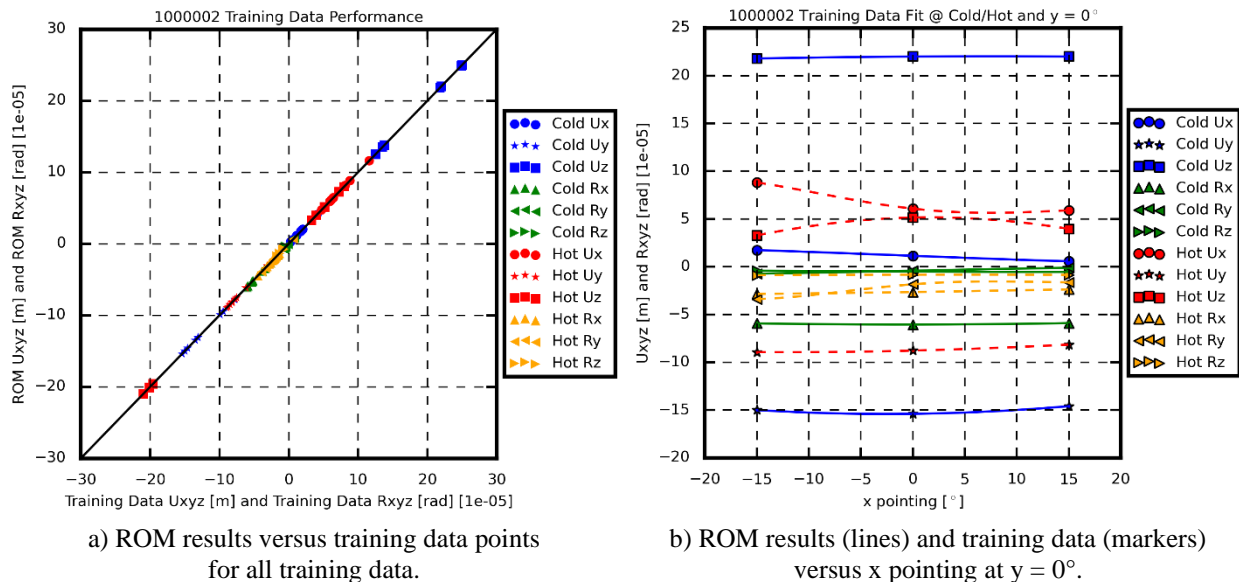 1000002 Training Data Performance
ROM Uxyz [m] and ROM Rxyz [rad] [1e-05]
30
20
10
0
−10
−20
−30
−30 −20 −10 0 10 20 30
Training Data Uxyz [m] and Training Data Rxyz [rad] [1e-05]
Cold Ux
Cold Uy
Cold Uz
Cold Rx
Cold Ry
Cold Rz
Hot Ux
Hot Uy
Hot Uz
Hot Rx
Hot Ry
Hot Rz
a) ROM results versus training data points
for all training data.
1000002 Training Data Fit @ Cold/Hot and y = 0°
Uxyz [m] and Rxyz [rad] [1e-05]
25
20
15
10
5
0
−5
−10
−15
−20
−20 −15 −10 −5 0 5 10 15 20
x pointing [°]
Cold Ux
Cold Uy
Cold Uz
Cold Rx
Cold Ry
Cold Rz
Hot Ux
Hot Uy
Hot Uz
Hot Rx
Hot Ry
Hot Rz
b) ROM results (lines) and training data (markers)
versus x pointing at y = 0°.